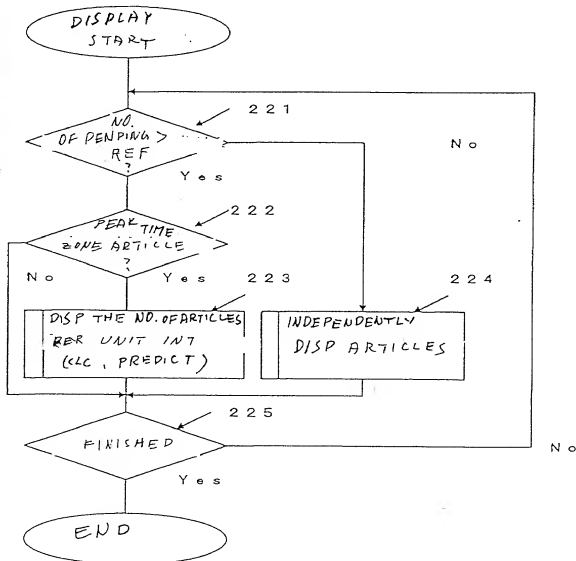 DISPLAY
START
221
NO.
OF PENPING >
REF
?
No
Yes
222
PEAK TIME
ZONE ARTICLE
?
No
Yes
223
224
DISP THE NO. OF ARTICLES
PER UNIT INT
(CLC, PREDICT)
INDEPENDENTLY
DISP ARTICLES
225
FINISHED
No
Yes
END